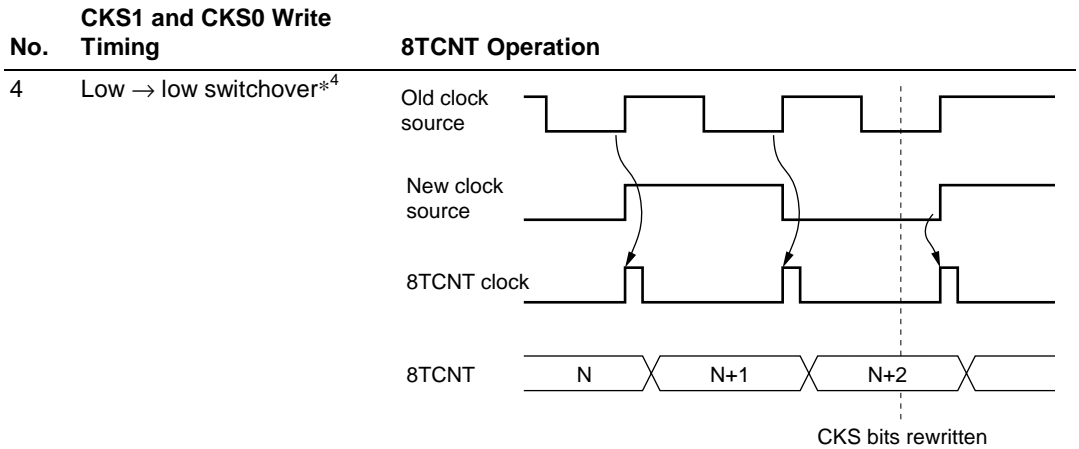 No.
CKS1 and CKS0 Write
Timing
8TCNT Operation
4
Low → low switchover*4
Old clock
source
New clock
source
8TCNT clock
8TCNT
N
N+1
N+2
CKS bits rewritten